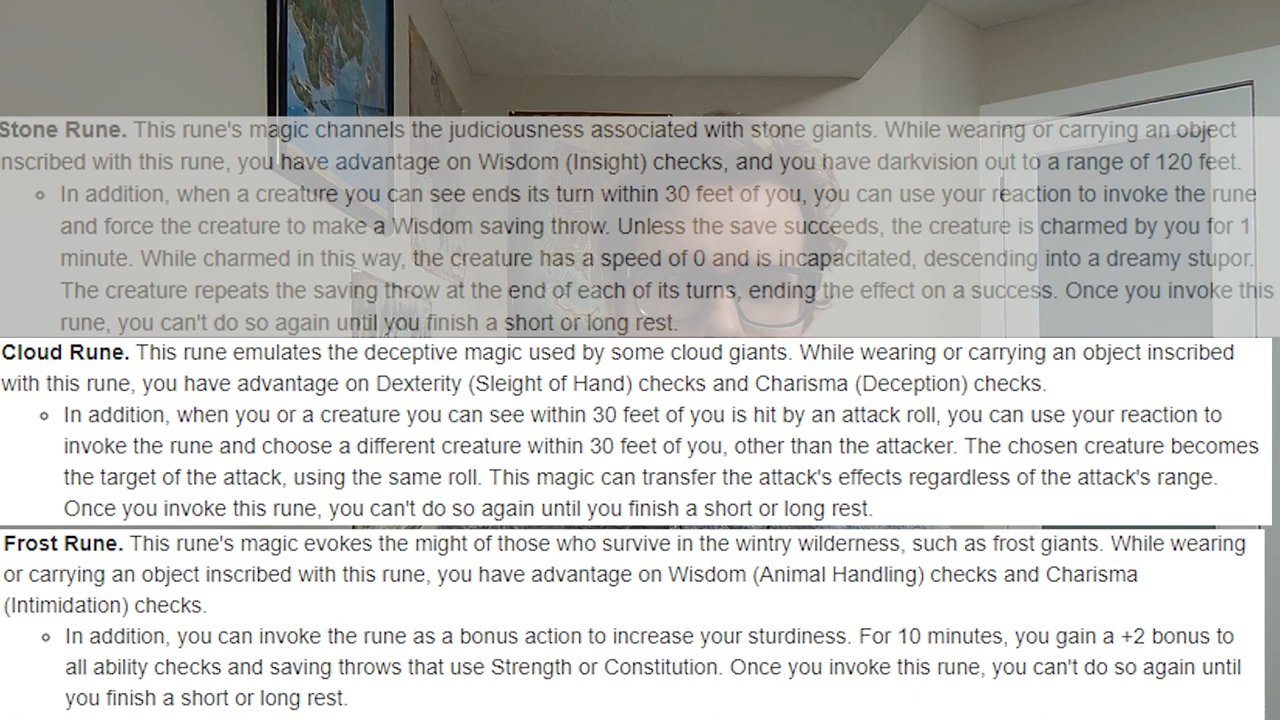 Stone Rune. This rune's magic channels the judiciousness associated with stone giants. While wearing or carrying an object
nscribed with this rune, you have advantage on Wisdom (Insight) checks, and you have darkvision out to a range of 120 feet.
o In addition, when a creature you can see ends its turn within 30 feet of you, you can use your reaction to invoke the rune
and force the creature to make a Wisdom saving throw. Unless the save succeeds, the creature is charmed by you for 1
minute. While charmed in this way, the creature has a speed of 0 and is incapacitated, descending into a dreamy stupor.
The creature repeats the saving throw at the end of each of its turns, ending the effect on a success. Once you invoke this
rune, you can't do so again until you finish a short or long rest.
Cloud Rune. This rune emulates the deceptive magic used by some cloud giants. While wearing or carrying an object inscribed
with this rune, you have advantage on Dexterity (Sleight of Hand) checks and Charisma (Deception) checks.
o In addition, when you or a creature you can see within 30 feet of you is hit by an attack roll, you can use your reaction to
invoke the rune and choose a different creature within 30 feet of you, other than the attacker. The chosen creature becomes
the target of the attack, using the same roll. This magic can transfer the attack's effects regardless of the attack's range.
Once you invoke this rune, you can't do so again until you finish a short or long rest.
Frost Rune. This rune's magic evokes the might of those who survive in the wintry wilderness, such as frost giants. While wearing
or carrying an object inscribed with this rune, you have advantage on Wisdom (Animal Handling) checks and Charisma
(Intimidation) checks.
o In addition, you can invoke the rune as a bonus action to increase your sturdiness. For 10 minutes, you gain a +2 bonus to
all ability checks and saving throws that use Strength or Constitution. Once you invoke this rune, you can't do so again until
you finish a short or long rest.